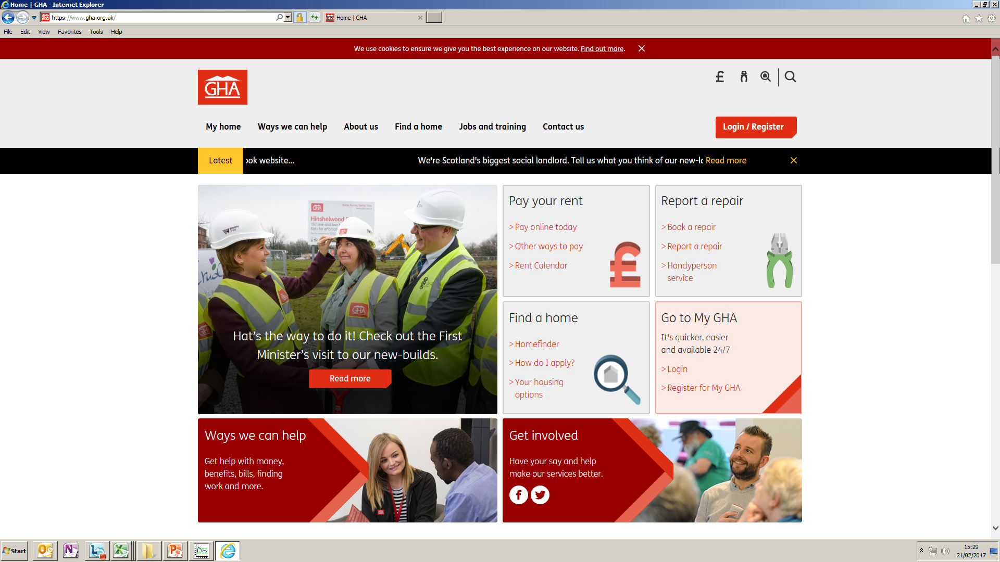 Home | GHA - Internet Explorer
https://www.gha.org.uk/
Home | GHA
File Edit View Favorites Tools Help
We use cookies to ensure we give you the best experience on our website. Find out more.
GHA
My home Ways we can help About us Find a home Jobs and training Contact us Login / Register
Latest ook website... We're Scotland's biggest social landlord. Tell us what you think of our new-lo Read more
GHA
Hinshelwood
GHA
Hat's the way to do it! Check out the First
Minister's visit to our new-builds.
Read more
Pay your rent
> Pay online today
> Other ways to pay
> Rent Calendar
£
Report a repair
> Book a repair
> Report a repair
> Handyperson
service
Find a home
> Homefinder
> How do I apply?
> Your housing
options
Go to My GHA
It's quicker, easier
and available 24/7
> Login
> Register for My GHA
Ways we can help
Get help with money,
benefits, bills, finding
work and more.
Get involved
Have your say and help
make our services better.
Start
15:29
21/02/2017